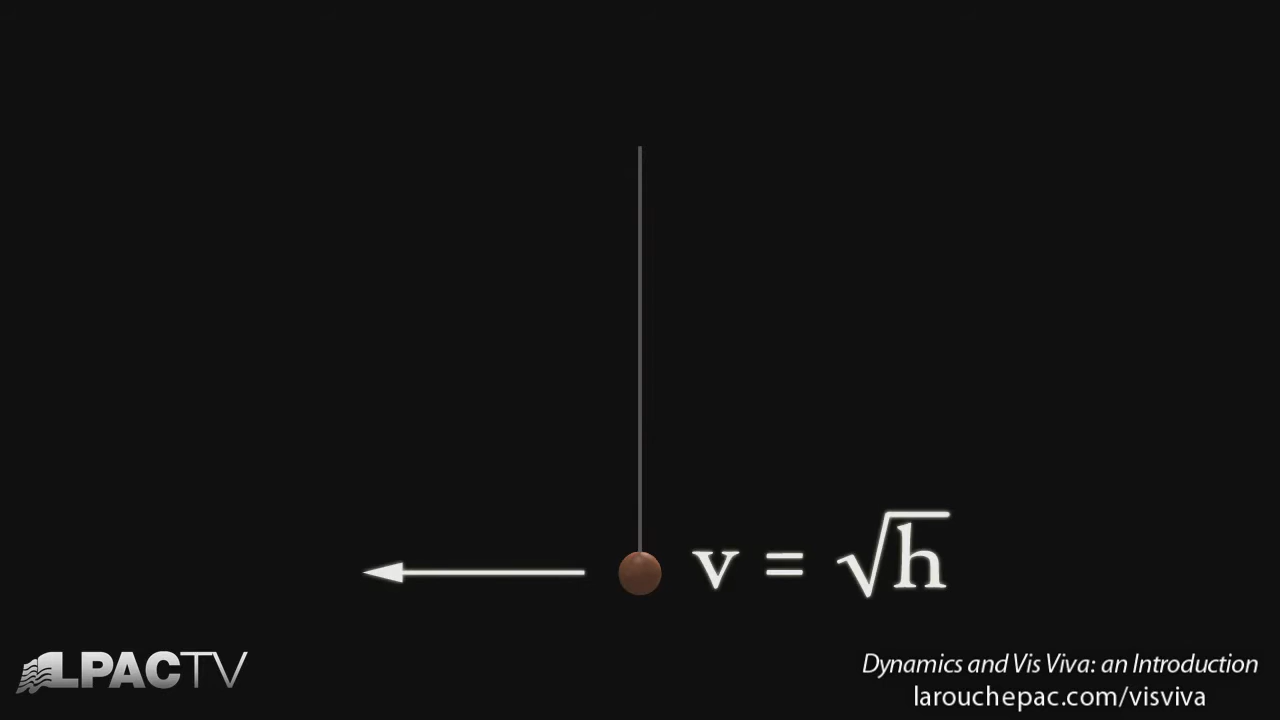 v = √h
LPACTV
Dynamics and Vis Viva: an Introduction
larouchepac.com/visviva